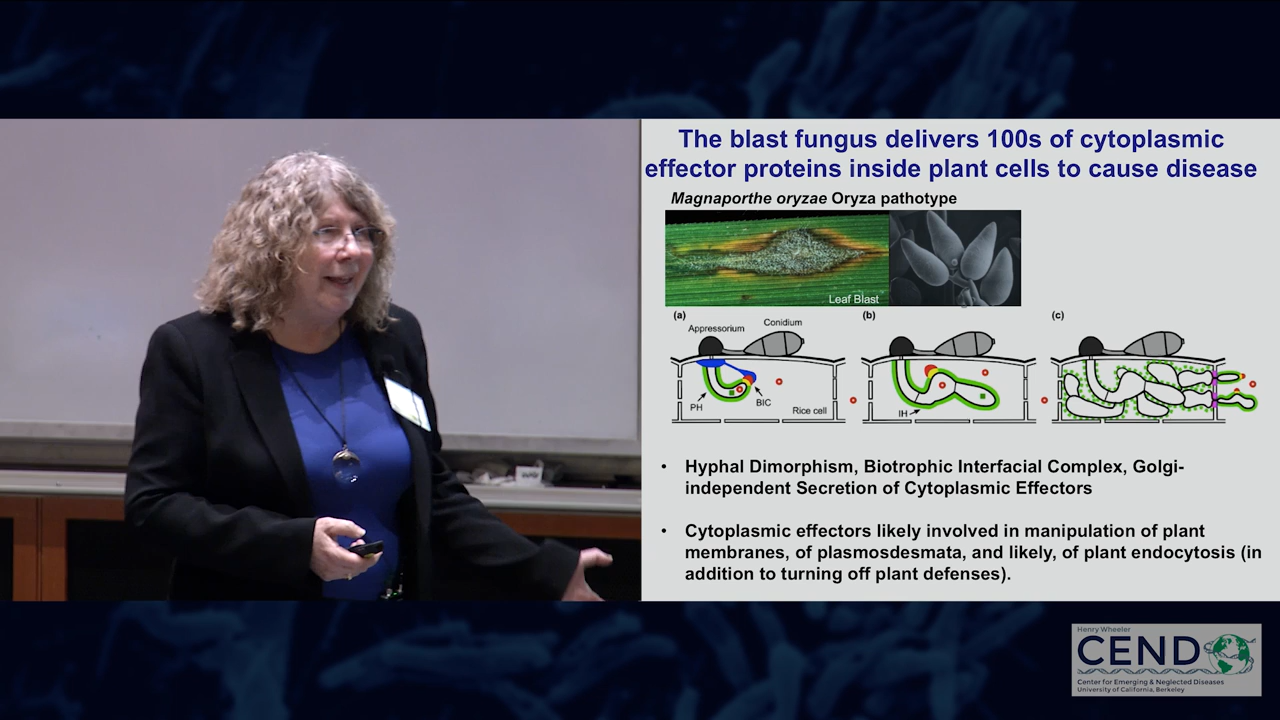 The blast fungus delivers 100s of cytoplasmic
effector proteins inside plant cells to cause disease
Magnaporthe oryzae Oryza pathotype
Leaf Blast
(a)
(b)
(c)
Appressorium
Conidium
PH
BIC
Rice cell
IH
• Hyphal Dimorphism, Biotrophic Interfacial Complex, Golgi-
independent Secretion of Cytoplasmic Effectors
• Cytoplasmic effectors likely involved in manipulation of plant
membranes, of plasmosdesmata, and likely, of plant endocytosis (in
addition to turning off plant defenses).
Henry Wheeler
CEND
Center for Emerging & Neglected Diseases
University of California, Berkeley